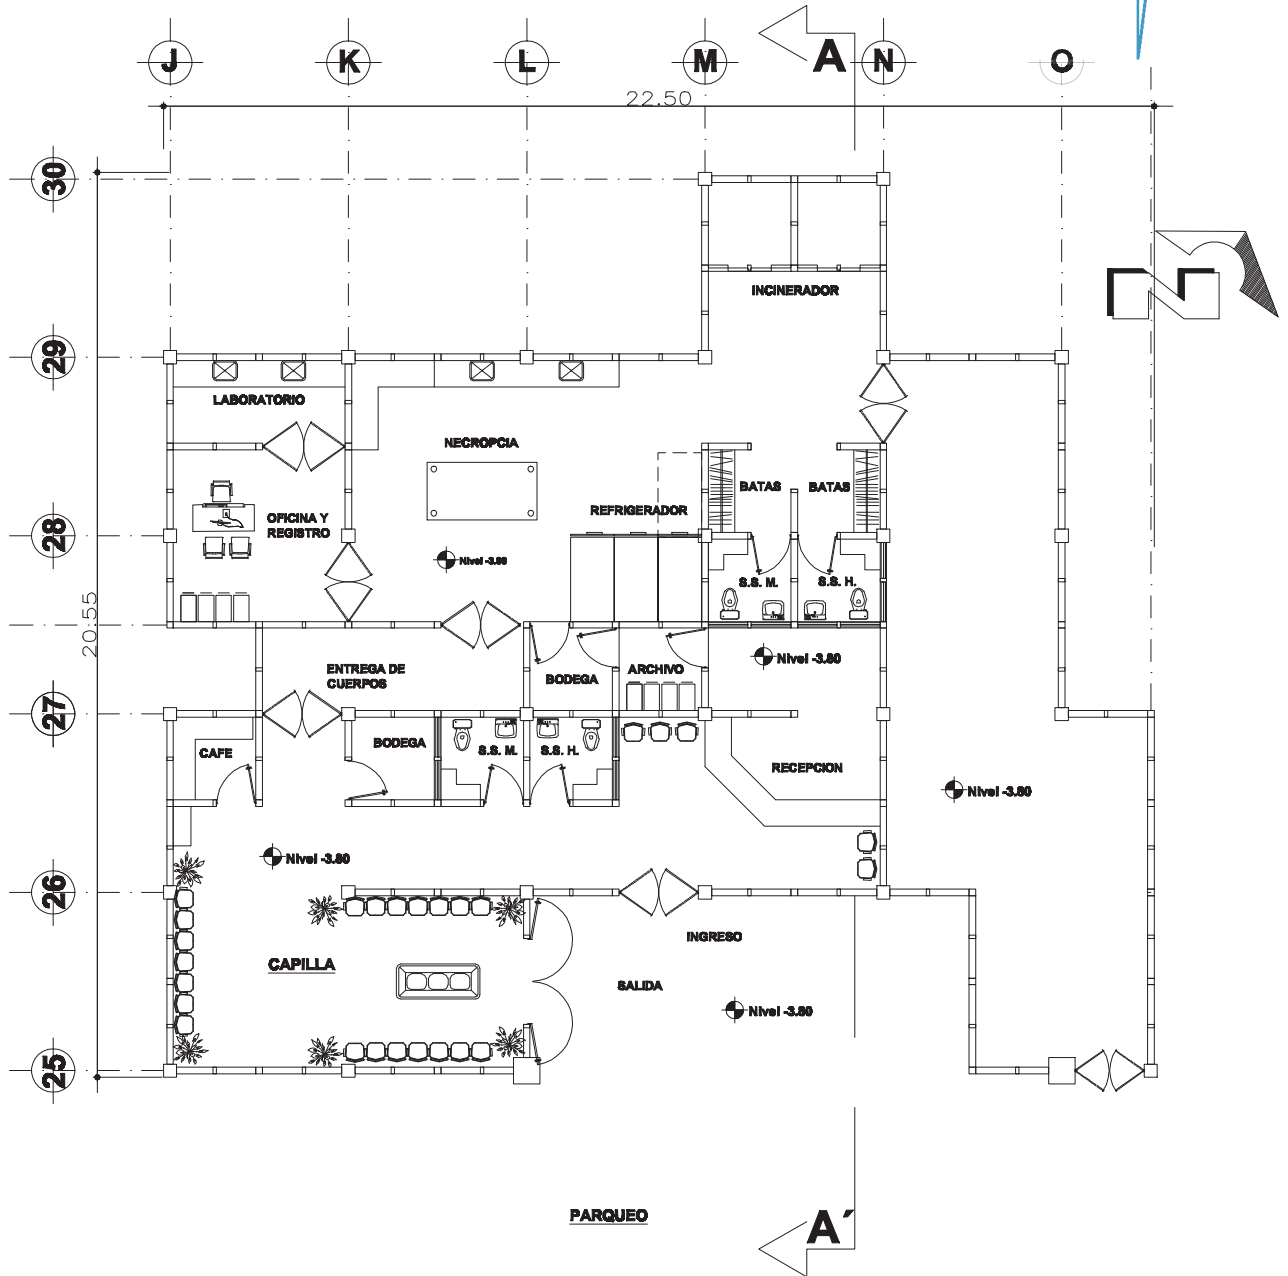 A
J K L M N O
22.50
30
INCINERADOR
29
LABORATORIO
NECROPCIA
BATAS BATAS
REFRIGERADOR
OFICINA Y
REGISTRO
28
Nivel -3.80
S.S. M. S.S. H.
20.55
Nivel -3.80
ENTREGA DE
CUERPOS
BODEGA
ARCHIVO
27
CAFE
BODEGA
S.S. M. S.S. H.
RECEPCION
Nivel -3.80
Nivel -3.80
26
INGRESO
CAPILLA
SALIDA
Nivel -3.80
25
PARQUEO
A´
N